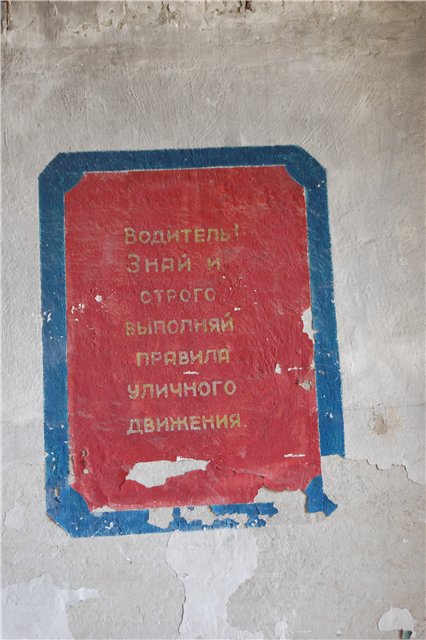 Водитель!
Знай и
строго
выполняй
правила
уличного
движения.